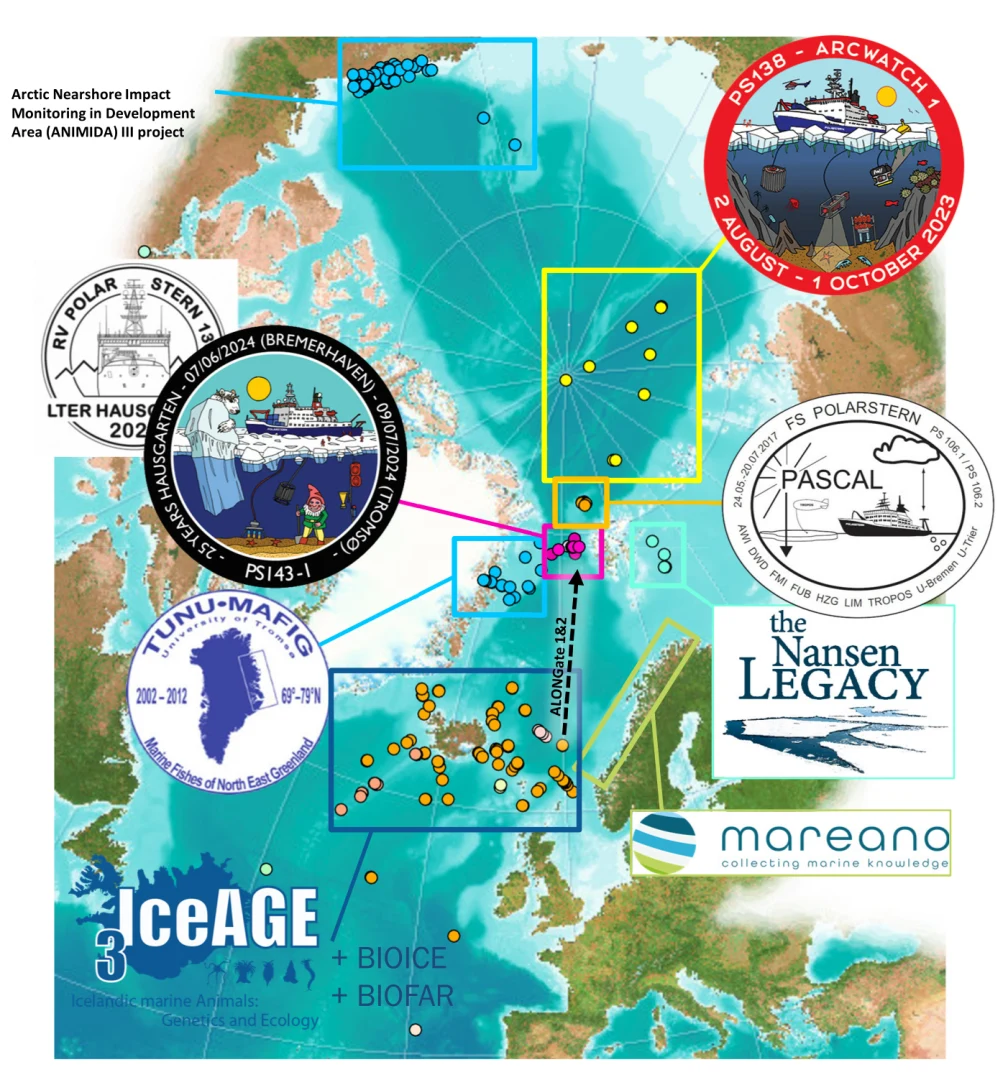 Arctic Nearshore Impact
Monitoring in Development
Area (ANIMIDA) III project
PS138 - ARCWATCH 1
2 AUGUST - 1 OCTOBER 2023
RV POLAR STERN 13
LTER HAUSG
202
- 25 YEARS HAUSGARTEN - 07/06/2024 (BREMERHAVEN) - 09/07/2024 (TROMSØ) -
PS143-1
FS POLARSTERN
24.05.-20.07.2017
PS 106.1 / PS 106.2
PASCAL
AWI DWD FMI FUB HZG LIM TROPOS U-Bremen U-Trier
TUNU•MAFIG
University of Tromsø
2002 – 2012
69°–79°N
Marine Fishes of North East Greenland
ALONGate 1&2
the
Nansen
LEGACY
mareano
collecting marine knowledge
IceAGE
3
+ BIOICE
+ BIOFAR
Icelandic marine Animals:
Genetics and Ecology